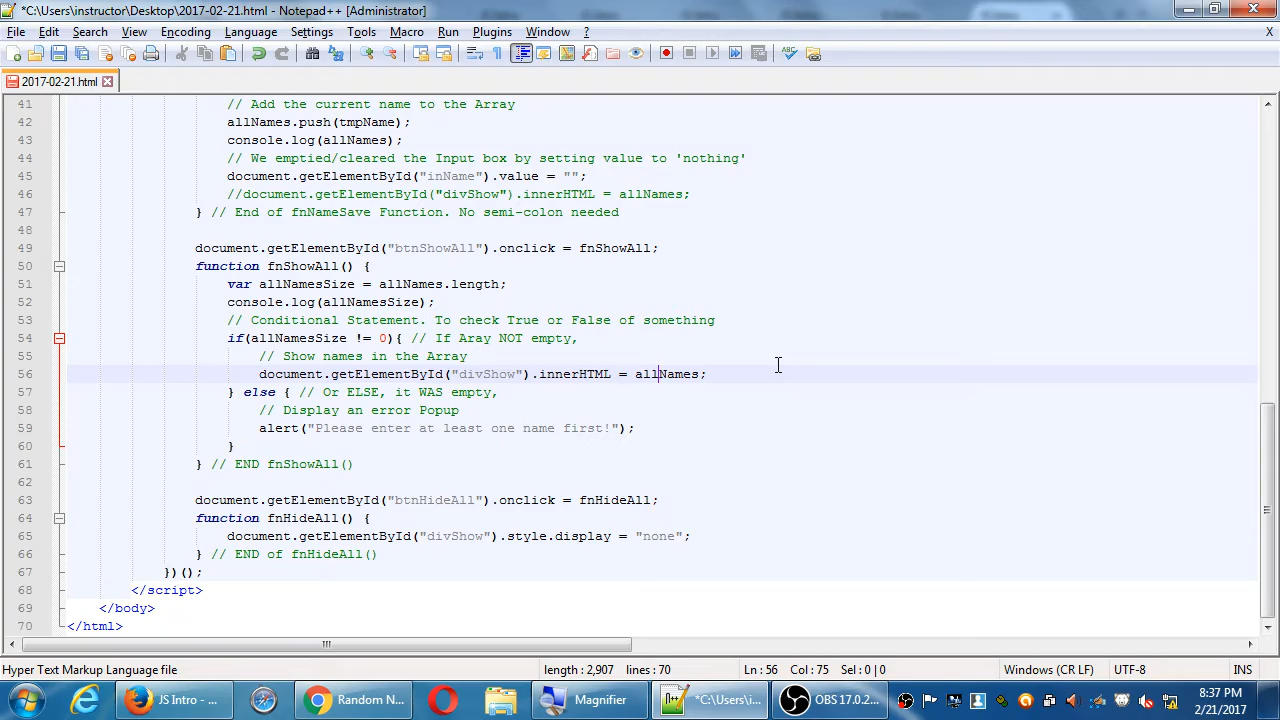 *C:\Users\instructor\Desktop\2017-02-21.html - Notepad++ [Administrator]
File Edit Search View Encoding Language Settings Tools Macro Run Plugins Window ? X
2017-02-21.html
41 // Add the current name to the Array
42 allNames.push(tmpName);
43 console.log(allNames);
44 // We emptied/cleared the Input box by setting value to 'nothing'
45 document.getElementById("inName").value = "";
46 //document.getElementById("divShow").innerHTML = allNames;
47 } // End of fnNameSave Function. No semi-colon needed
48
49 document.getElementById("btnShowAll").onclick = fnShowAll;
50 function fnShowAll() {
51 var allNamesSize = allNames.length;
52 console.log(allNamesSize);
53 // Conditional Statement. To check True or False of something
54 if(allNamesSize != 0){ // If Aray NOT empty,
55 // Show names in the Array
56 document.getElementById("divShow").innerHTML = allNames;
57 } else { // Or ELSE, it WAS empty,
58 // Display an error Popup
59 alert("Please enter at least one name first!");
60 }
61 } // END fnShowAll()
62
63 document.getElementById("btnHideAll").onclick = fnHideAll;
64 function fnHideAll() {
65 document.getElementById("divShow").style.display = "none";
66 } // END of fnHideAll()
67 })();
68 </script>
69 </body>
70 </html>
Hyper Text Markup Language file length : 2,907 lines : 70 Ln : 56 Col : 75 Sel : 0 | 0 Windows (CR LF) UTF-8 INS
JS Intro - ... Random N... Magnifier *C:\Users\i... OBS 17.0.2... 8:37 PM
2/21/2017